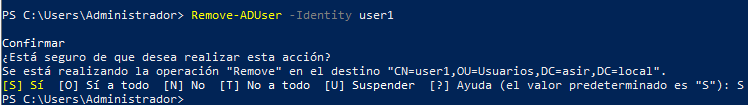 PS C:\Users\Administrador> Remove-ADUser -Identity user1
Confirmar
¿Está seguro de que desea realizar esta acción?
Se está realizando la operación "Remove" en el destino "CN=user1,OU=Usuarios,DC=asir,DC=local".
[S] Sí  [O] Sí a todo  [N] No  [T] No a todo  [U] Suspender  [?] Ayuda (el valor predeterminado es "S"): S
PS C:\Users\Administrador>